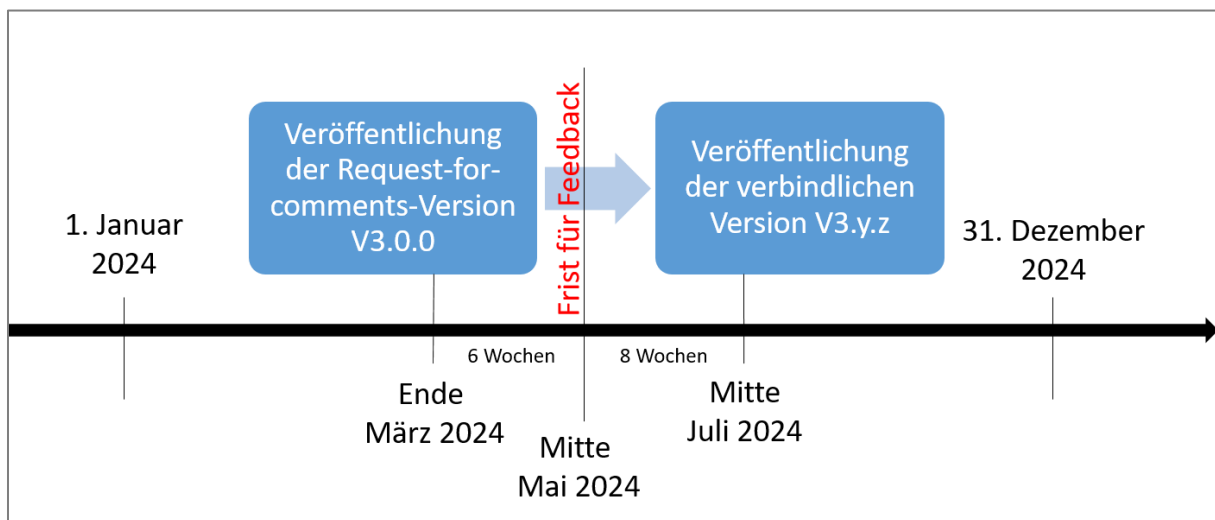 Veröffentlichung
der Request-for-
comments-Version
V3.0.0
Frist für Feedback
Veröffentlichung
der verbindlichen
Version V3.y.z
1. Januar
2024
31. Dezember
2024
6 Wochen
8 Wochen
Ende
März 2024
Mitte
Mai 2024
Mitte
Juli 2024